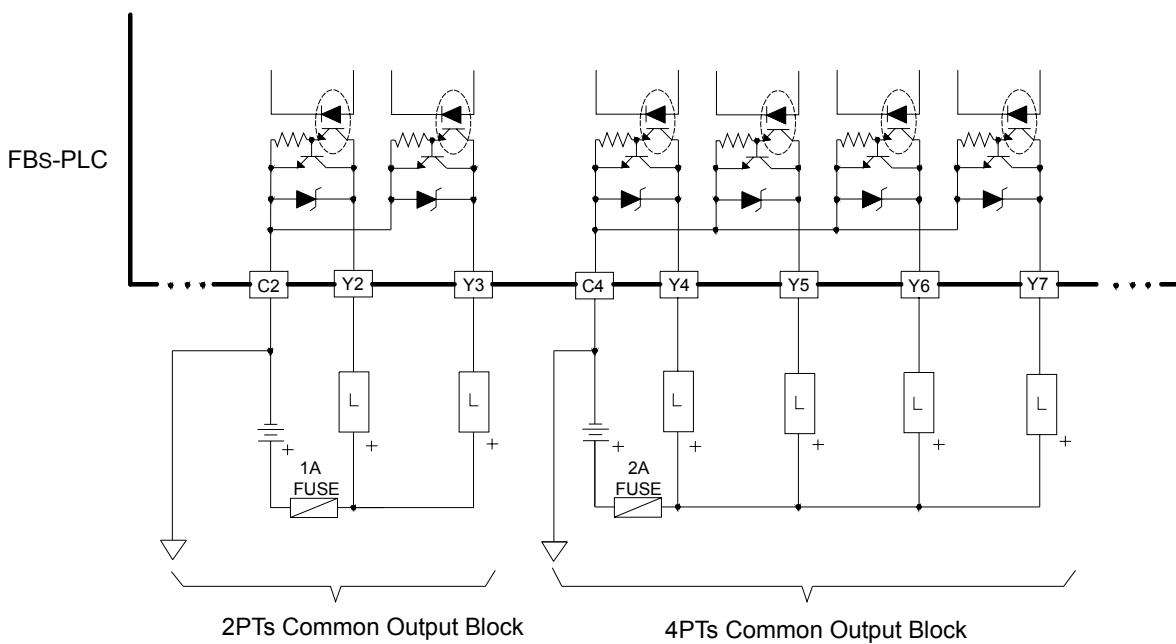 FBs-PLC
C2 Y2 Y3 C4 Y4 Y5 Y6 Y7
L L L L L L
+ + + + + + + +
1A
FUSE
2A
FUSE
2PTs Common Output Block
4PTs Common Output Block